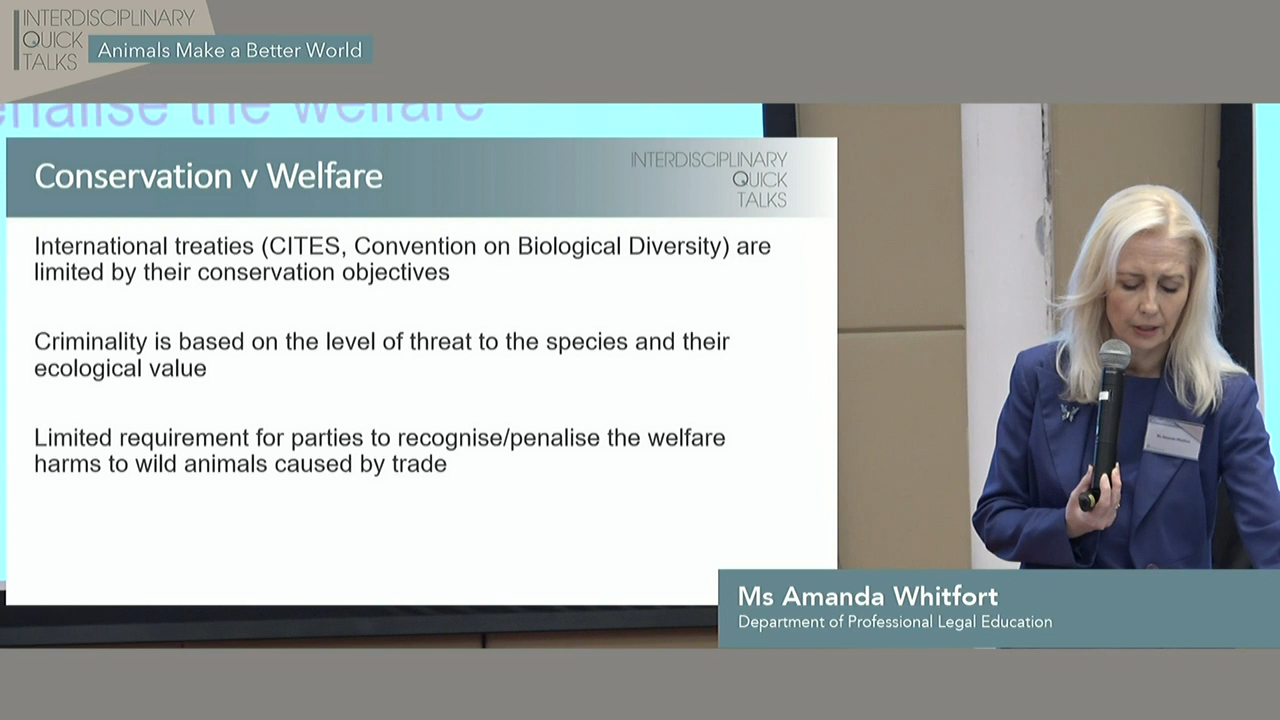 INTERDISCIPLINARY
QUICK
TALKS
Animals Make a Better World
enalise the welfare
Conservation v Welfare
INTERDISCIPLINARY
QUICK
TALKS
International treaties (CITES, Convention on Biological Diversity) are
limited by their conservation objectives
Criminality is based on the level of threat to the species and their
ecological value
Limited requirement for parties to recognise/penalise the welfare
harms to wild animals caused by trade
Ms Amanda Whitfort
Department of Professional Legal Education